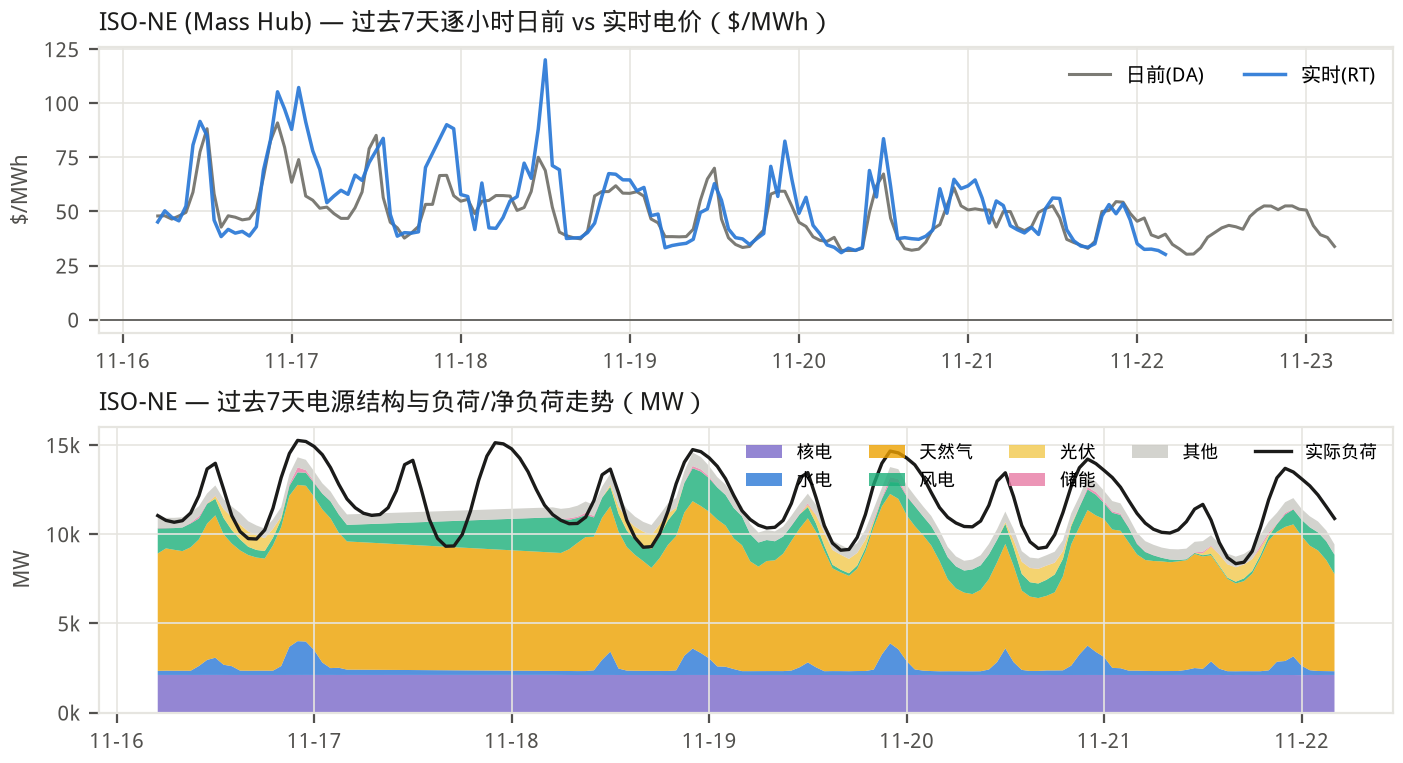 ISO-NE (Mass Hub) — 过去7天逐小时日前 vs 实时电价（$/MWh）
125
100
75
50
25
0
$/MWh
日前(DA)
实时(RT)
11-16
11-17
11-18
11-19
11-20
11-21
11-22
11-23
ISO-NE — 过去7天电源结构与负荷/净负荷走势（MW）
15k
10k
5k
0k
MW
核电
天然气
光伏
其他
实际负荷
水电
风电
储能
11-16
11-17
11-18
11-19
11-20
11-21
11-22